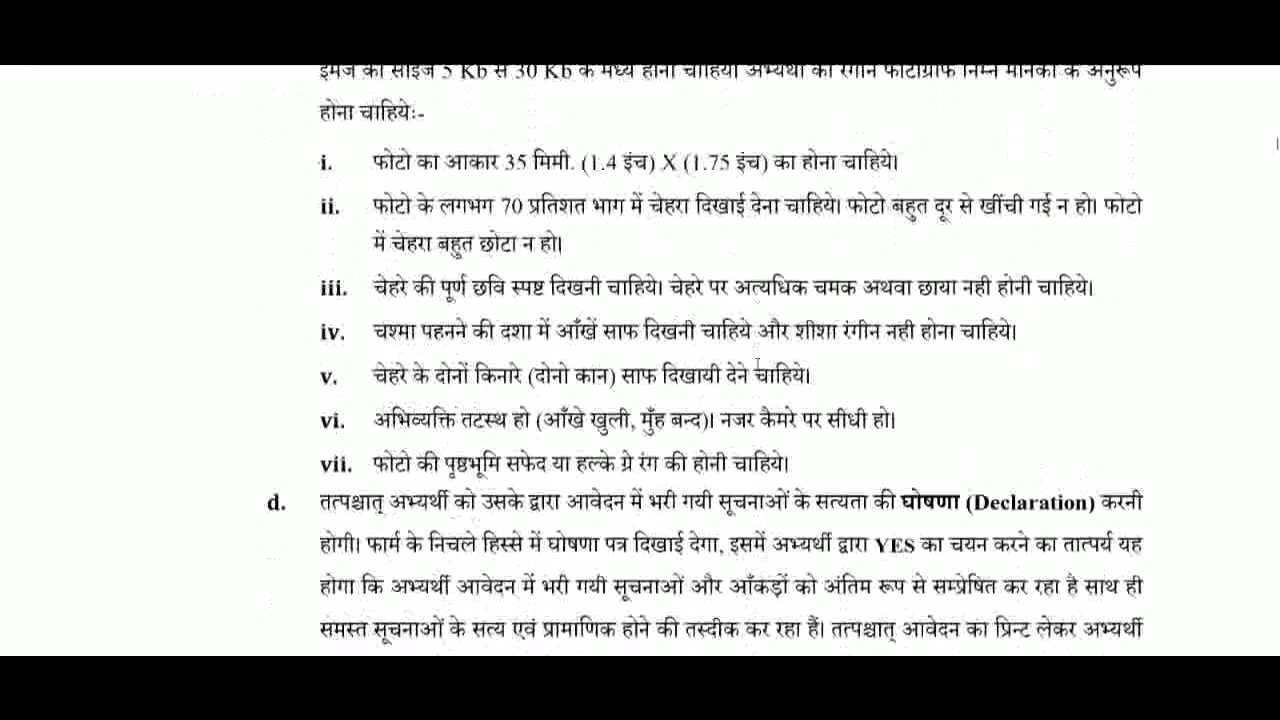 इमेज का साइज 5 Kb से 30 Kb के मध्य होना चाहिये। अभ्यर्थी का रंगीन फोटोग्राफ निम्न मानकों के अनुरूप
होना चाहियेः-
i. फोटो का आकार 35 मिमी. (1.4 इंच) X (1.75 इंच) का होना चाहिये।
ii. फोटो के लगभग 70 प्रतिशत भाग में चेहरा दिखाई देना चाहिये। फोटो बहुत दूर से खींची गई न हो। फोटो
में चेहरा बहुत छोटा न हो।
iii. चेहरे की पूर्ण छवि स्पष्ट दिखनी चाहिये। चेहरे पर अत्यधिक चमक अथवा छाया नही होनी चाहिये।
iv. चश्मा पहनने की दशा में आँखें साफ दिखनी चाहिये और शीशा रंगीन नही होना चाहिये।
v. चेहरे के दोनों किनारे (दोनो कान) साफ दिखायी देने चाहिये।
vi. अभिव्यक्ति तटस्थ हो (आँखे खुली, मुँह बन्द)। नजर कैमरे पर सीधी हो।
vii. फोटो की पृष्ठभूमि सफेद या हल्के ग्रे रंग की होनी चाहिये।
d. तत्पश्चात् अभ्यर्थी को उसके द्वारा आवेदन में भरी गयी सूचनाओं के सत्यता की घोषणा (Declaration) करनी
होगी। फार्म के निचले हिस्से में घोषणा पत्र दिखाई देगा, इसमें अभ्यर्थी द्वारा YES का चयन करने का तात्पर्य यह
होगा कि अभ्यर्थी आवेदन में भरी गयी सूचनाओं और आँकड़ों को अंतिम रूप से सम्प्रेषित कर रहा है साथ ही
समस्त सूचनाओं के सत्य एवं प्रामाणिक होने की तस्दीक कर रहा हैं। तत्पश्चात् आवेदन का प्रिन्ट लेकर अभ्यर्थी